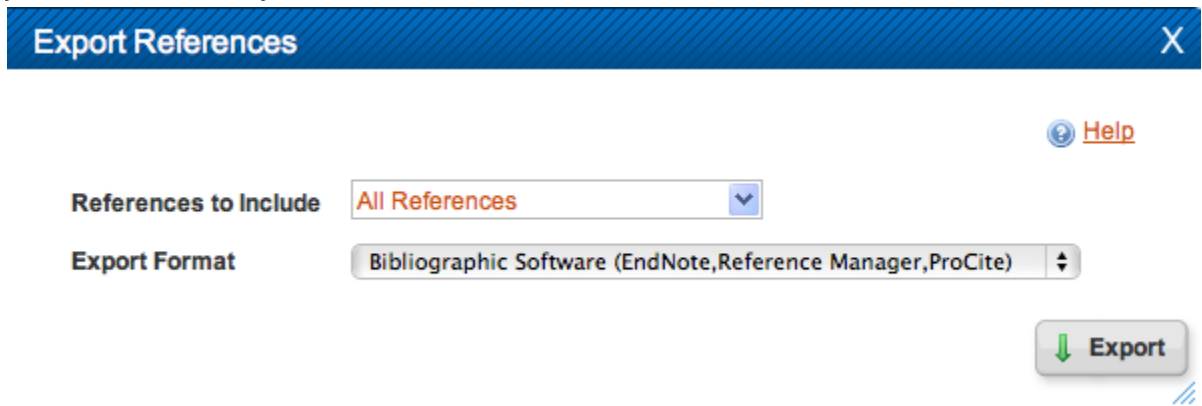 Export References X
Help
References to Include All References
Export Format Bibliographic Software (EndNote,Reference Manager,ProCite)
Export